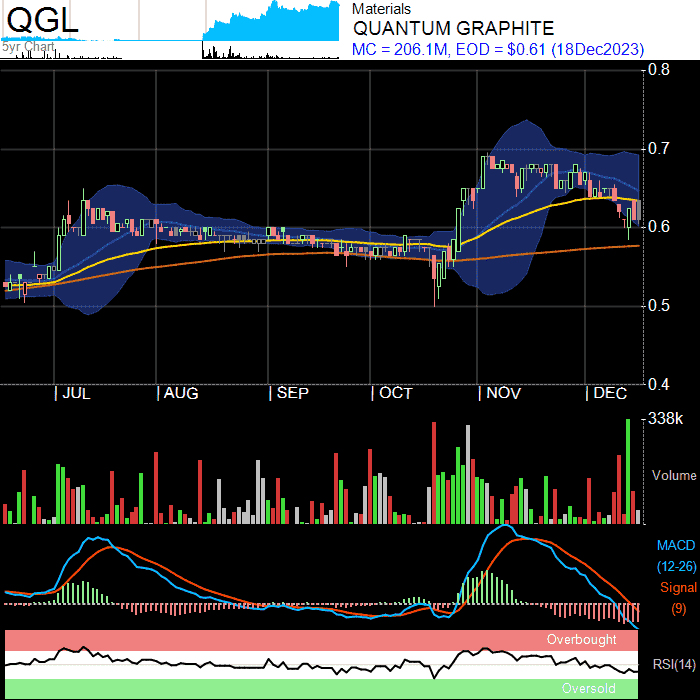 QGL
5yr Chart
Materials
QUANTUM GRAPHITE
MC = 206.1M, EOD = $0.61 (18Dec2023)
0.8
0.7
0.6
0.5
0.4
JUL AUG SEP OCT NOV DEC
338k
Volume
MACD
(12-26)
Signal
(9)
Overbought
RSI(14)
Oversold